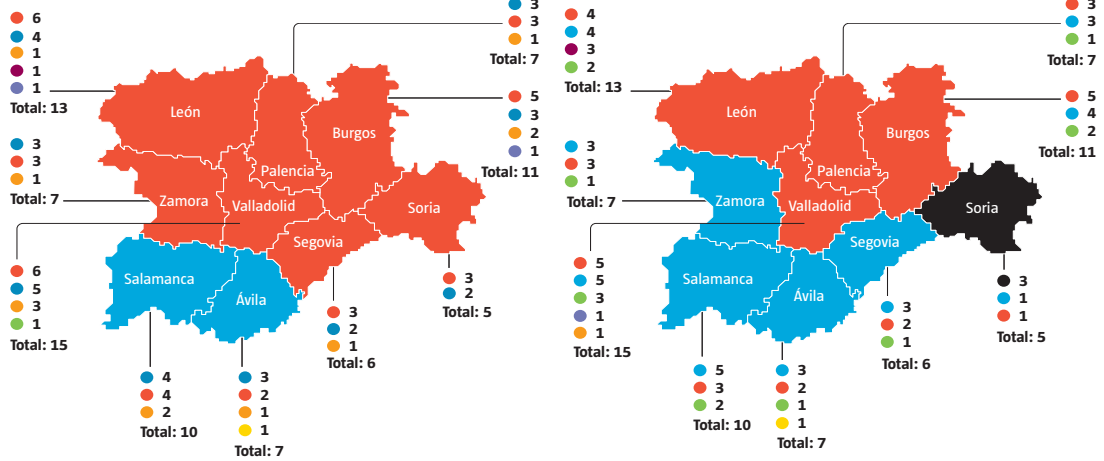 6
4
1
1
1
Total: 13
3
3
1
Total: 7
5
3
2
1
Total: 11
3
3
1
Total: 7
León
Burgos
Palencia
Zamora
Valladolid
Soria
Segovia
Salamanca
Ávila
6
5
3
1
Total: 15
3
2
Total: 5
3
2
1
Total: 6
4
4
2
Total: 10
3
2
1
1
Total: 7
4
4
3
2
Total: 13
3
3
1
Total: 7
5
4
2
Total: 11
3
3
1
Total: 7
León
Burgos
Palencia
Zamora
Valladolid
Soria
Segovia
Salamanca
Ávila
5
5
3
1
1
Total: 15
3
1
1
Total: 5
3
2
1
Total: 6
5
3
2
Total: 10
3
2
1
1
Total: 7